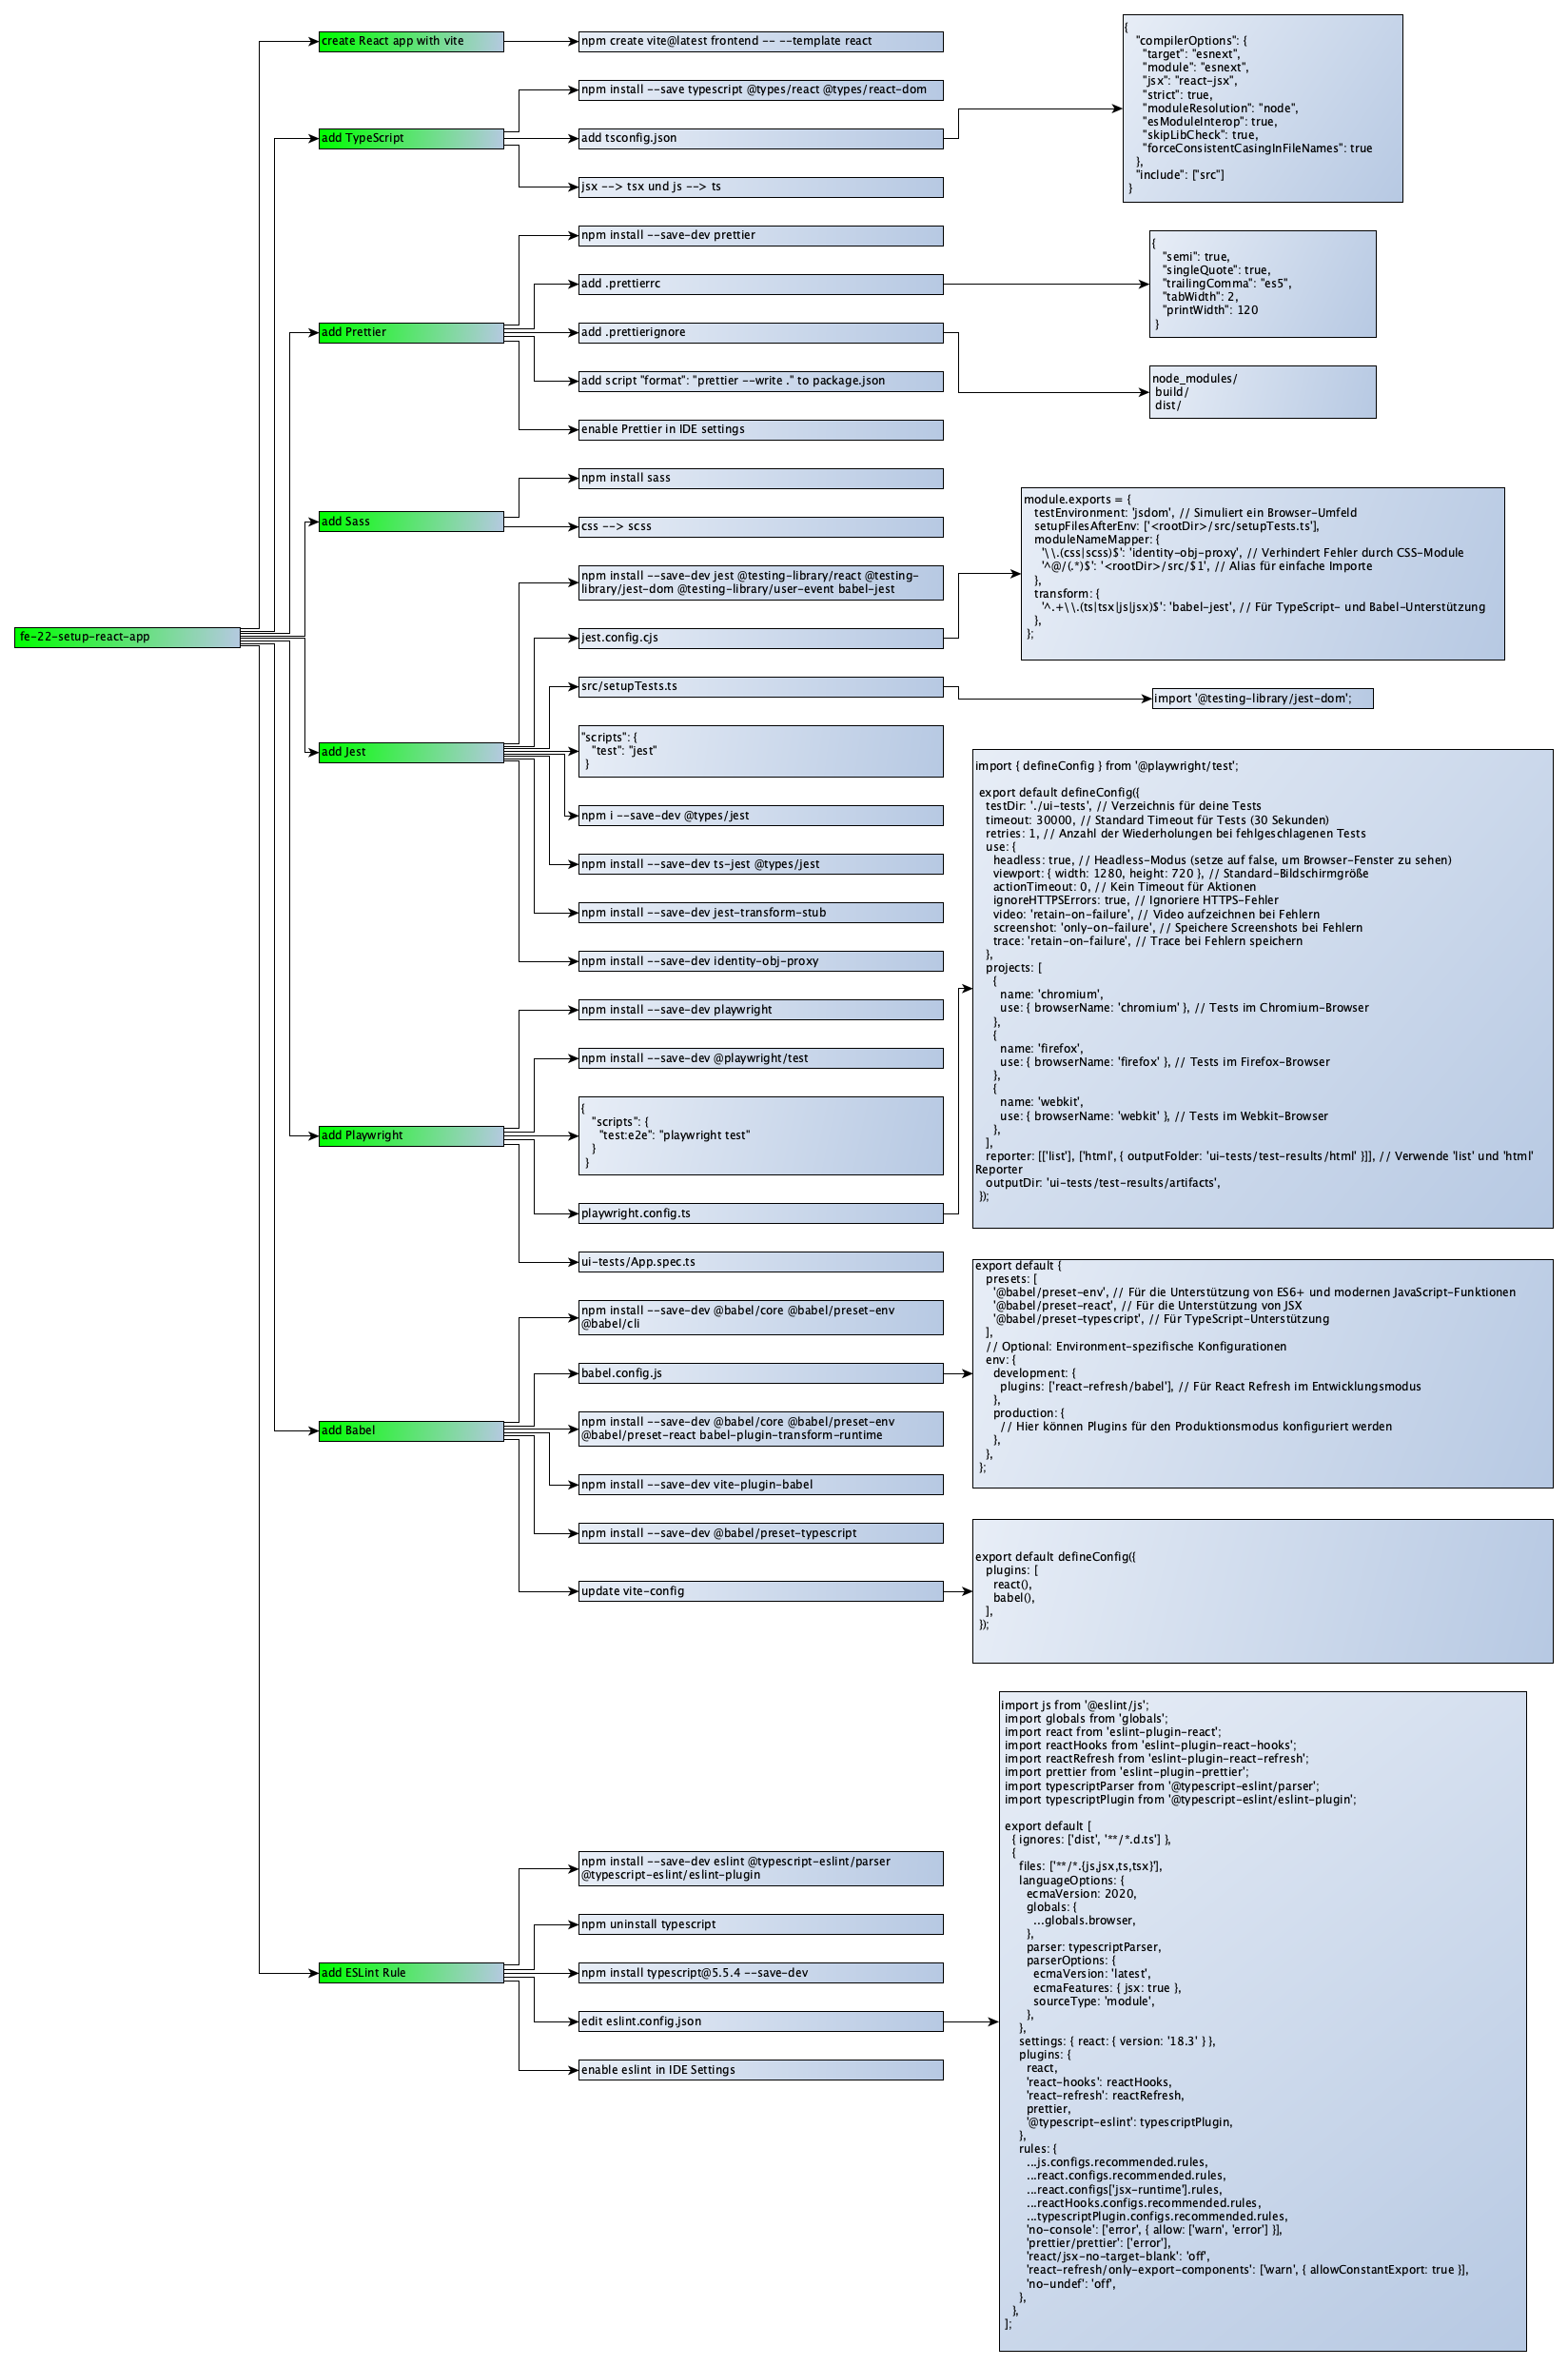 fe-22-setup-react-app
create React app with vite
npm create vite@latest frontend -- --template react
add TypeScript
npm install --save typescript @types/react @types/react-dom
add tsconfig.json
{
"compilerOptions": {
"target": "esnext",
"module": "esnext",
"jsx": "react-jsx",
"strict": true,
"moduleResolution": "node",
"esModuleInterop": true,
"skipLibCheck": true,
"forceConsistentCasingInFileNames": true
},
"include": ["src"]
}
jsx --> tsx und js --> ts
add Prettier
npm install --save-dev prettier
add .prettierrc
{
"semi": true,
"singleQuote": true,
"trailingComma": "es5",
"tabWidth": 2,
"printWidth": 120
}
add .prettierignore
node_modules/
build/
dist/
add script "format": "prettier --write ." to package.json
enable Prettier in IDE settings
add Sass
npm install sass
css --> scss
add Jest
npm install --save-dev jest @testing-library/react @testing-
library/jest-dom @testing-library/user-event babel-jest
jest.config.cjs
module.exports = {
testEnvironment: 'jsdom', // Simuliert ein Browser-Umfeld
setupFilesAfterEnv: ['<rootDir>/src/setupTests.ts'],
moduleNameMapper: {
'\\.(css|scss)$': 'identity-obj-proxy', // Verhindert Fehler durch CSS-Module
'^@/(.*)$': '<rootDir>/src/$1', // Alias für einfache Importe
},
transform: {
'^.+\\.(ts|tsx|js|jsx)$': 'babel-jest', // Für TypeScript- und Babel-Unterstützung
},
};
src/setupTests.ts
import '@testing-library/jest-dom';
"scripts": {
"test": "jest"
}
npm i --save-dev @types/jest
npm install --save-dev ts-jest @types/jest
npm install --save-dev jest-transform-stub
npm install --save-dev identity-obj-proxy
add Playwright
npm install --save-dev playwright
npm install --save-dev @playwright/test
{
"scripts": {
"test:e2e": "playwright test"
}
}
playwright.config.ts
import { defineConfig } from '@playwright/test';
export default defineConfig({
testDir: './ui-tests', // Verzeichnis für deine Tests
timeout: 30000, // Standard Timeout für Tests (30 Sekunden)
retries: 1, // Anzahl der Wiederholungen bei fehlgeschlagenen Tests
use: {
headless: true, // Headless-Modus (setze auf false, um Browser-Fenster zu sehen)
viewport: { width: 1280, height: 720 }, // Standard-Bildschirmgröße
actionTimeout: 0, // Kein Timeout für Aktionen
ignoreHTTPSErrors: true, // Ignoriere HTTPS-Fehler
video: 'retain-on-failure', // Video aufzeichnen bei Fehlern
screenshot: 'only-on-failure', // Speichere Screenshots bei Fehlern
trace: 'retain-on-failure', // Trace bei Fehlern speichern
},
projects: [
{
name: 'chromium',
use: { browserName: 'chromium' }, // Tests im Chromium-Browser
},
{
name: 'firefox',
use: { browserName: 'firefox' }, // Tests im Firefox-Browser
},
{
name: 'webkit',
use: { browserName: 'webkit' }, // Tests im Webkit-Browser
},
],
reporter: [['list'], ['html', { outputFolder: 'ui-tests/test-results/html' }]], // Verwende 'list' und 'html'
Reporter
outputDir: 'ui-tests/test-results/artifacts',
});
ui-tests/App.spec.ts
add Babel
npm install --save-dev @babel/core @babel/preset-env
@babel/cli
babel.config.js
export default {
presets: [
'@babel/preset-env', // Für die Unterstützung von ES6+ und modernen JavaScript-Funktionen
'@babel/preset-react', // Für die Unterstützung von JSX
'@babel/preset-typescript', // Für TypeScript-Unterstützung
],
// Optional: Environment-spezifische Konfigurationen
env: {
development: {
plugins: ['react-refresh/babel'], // Für React Refresh im Entwicklungsmodus
},
production: {
// Hier können Plugins für den Produktionsmodus konfiguriert werden
},
},
};
npm install --save-dev @babel/core @babel/preset-env
@babel/preset-react babel-plugin-transform-runtime
npm install --save-dev vite-plugin-babel
npm install --save-dev @babel/preset-typescript
update vite-config
export default defineConfig({
plugins: [
react(),
babel(),
],
});
add ESLint Rule
npm install --save-dev eslint @typescript-eslint/parser
@typescript-eslint/eslint-plugin
npm uninstall typescript
npm install typescript@5.5.4 --save-dev
edit eslint.config.json
import js from '@eslint/js';
import globals from 'globals';
import react from 'eslint-plugin-react';
import reactHooks from 'eslint-plugin-react-hooks';
import reactRefresh from 'eslint-plugin-react-refresh';
import prettier from 'eslint-plugin-prettier';
import typescriptParser from '@typescript-eslint/parser';
import typescriptPlugin from '@typescript-eslint/eslint-plugin';
export default [
{ ignores: ['dist', '**/*.d.ts'] },
{
files: ['**/*.{js,jsx,ts,tsx}'],
languageOptions: {
ecmaVersion: 2020,
globals: {
...globals.browser,
},
parser: typescriptParser,
parserOptions: {
ecmaVersion: 'latest',
ecmaFeatures: { jsx: true },
sourceType: 'module',
},
},
settings: { react: { version: '18.3' } },
plugins: {
react,
'react-hooks': reactHooks,
'react-refresh': reactRefresh,
prettier,
'@typescript-eslint': typescriptPlugin,
},
rules: {
...js.configs.recommended.rules,
...react.configs.recommended.rules,
...react.configs['jsx-runtime'].rules,
...reactHooks.configs.recommended.rules,
...typescriptPlugin.configs.recommended.rules,
'no-console': ['error', { allow: ['warn', 'error'] }],
'prettier/prettier': ['error'],
'react/jsx-no-target-blank': 'off',
'react-refresh/only-export-components': ['warn', { allowConstantExport: true }],
'no-undef': 'off',
},
},
];
enable eslint in IDE Settings